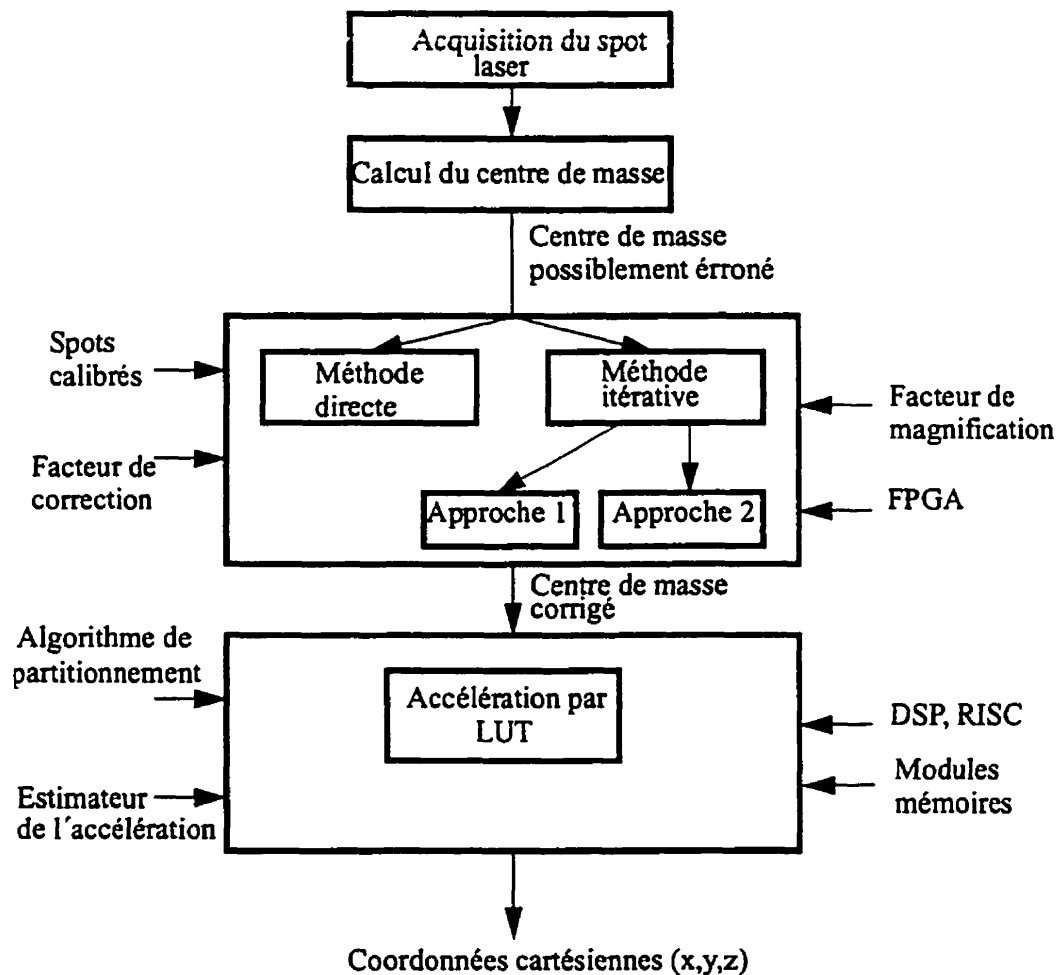 Acquisition du spot
laser
Calcul du centre de masse
Centre de masse
possiblement érroné
Spots
calibrés
Méthode
directe
Méthode
itérative
Facteur de
magnification
Facteur de
correction
Approche 1
Approche 2
FPGA
Centre de masse
corrigé
Algorithme de
partitionnement
Accélération par
LUT
DSP, RISC
Modules
mémoires
Estimateur
de l´accélération
Coordonnées cartésiennes (x,y,z)